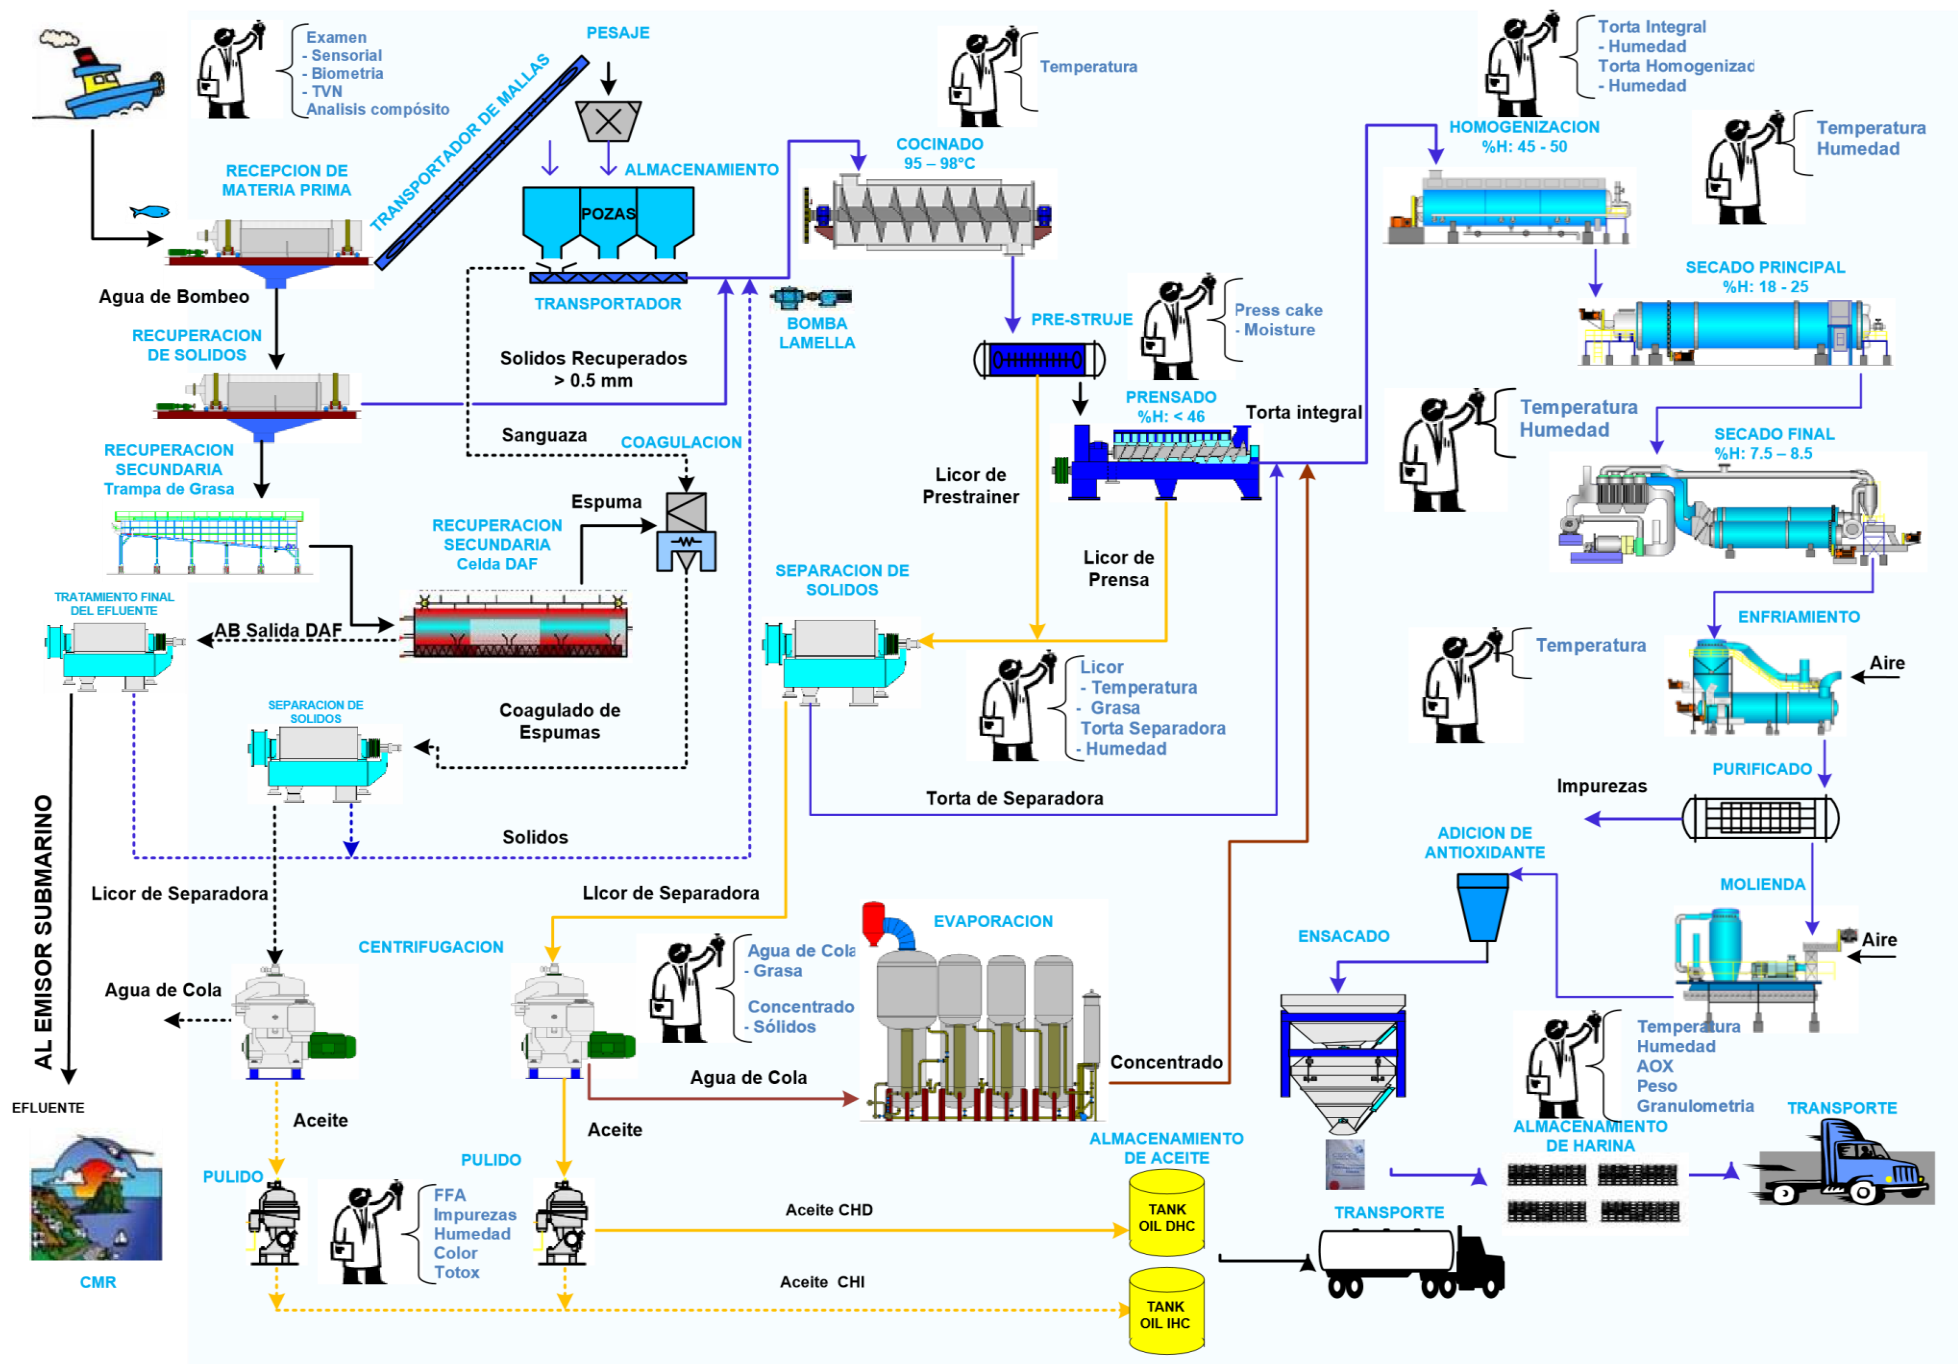 Examen
- Sensorial
- Biometria
- TVN
Analisis compósito
RECEPCION DE
MATERIA PRIMA
TRANSPORTADOR DE MALLAS
PESAJE
ALMACENAMIENTO
POZAS
TRANSPORTADOR
Agua de Bombeo
RECUPERACION
DE SOLIDOS
Solidos Recuperados
> 0.5 mm
BOMBA
LAMELLA
COCINADO
95 – 98°C
Temperatura
PRE-STRUJE
Press cake
- Moisture
PRENSADO
%H: < 46
Torta integral
Torta Integral
- Humedad
Torta Homogenizad
- Humedad
HOMOGENIZACION
%H: 45 - 50
Temperatura
Humedad
SECADO PRINCIPAL
%H: 18 - 25
Temperatura
Humedad
SECADO FINAL
%H: 7.5 – 8.5
RECUPERACION
SECUNDARIA
Trampa de Grasa
Sanguaza
COAGULACION
Espuma
RECUPERACION
SECUNDARIA
Celda DAF
Licor de
Prestrainer
Licor de
Prensa
SEPARACION DE
SOLIDOS
TRATAMIENTO FINAL
DEL EFLUENTE
AB Salida DAF
SEPARACION DE
SOLIDOS
Coagulado de
Espumas
Licor
- Temperatura
- Grasa
Torta Separadora
- Humedad
Temperatura
ENFRIAMIENTO
Aire
PURIFICADO
Impurezas
Torta de Separadora
Solidos
AL EMISOR SUBMARINO
Licor de Separadora
LIcor de Separadora
CENTRIFUGACION
Agua de Cola
Agua de Cola
- Grasa
Concentrado
- Sólidos
EVAPORACION
Agua de Cola
Concentrado
ADICION DE
ANTIOXIDANTE
MOLIENDA
Aire
ENSACADO
Temperatura
Humedad
AOX
Peso
Granulometria
ALMACENAMIENTO
DE HARINA
TRANSPORTE
EFLUENTE
CMR
Aceite
PULIDO
Aceite
PULIDO
FFA
Impurezas
Humedad
Color
Totox
Aceite CHD
Aceite CHI
ALMACENAMIENTO
DE ACEITE
TANK
OIL DHC
TANK
OIL IHC
TRANSPORTE